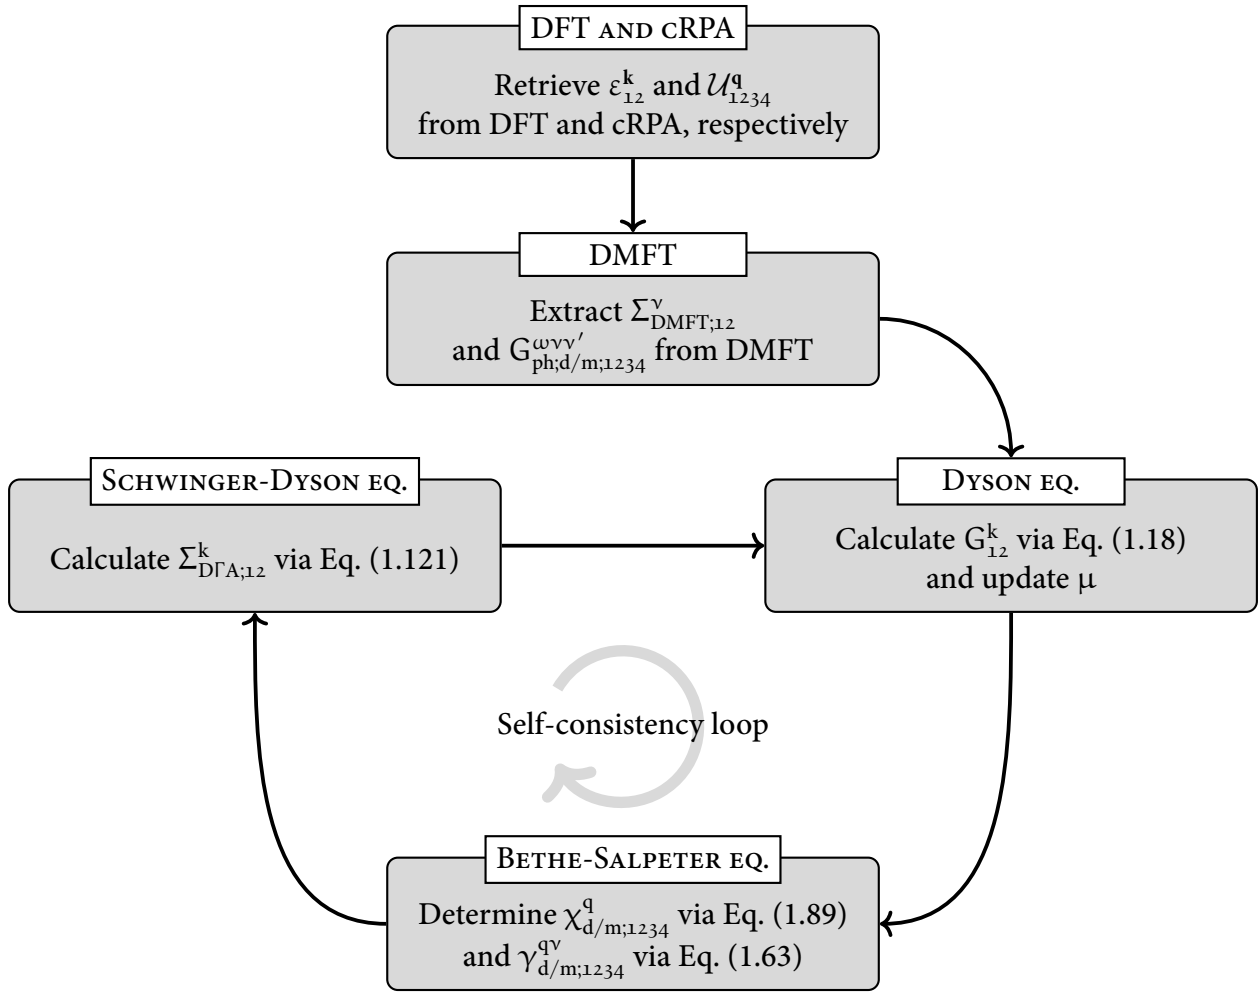 DFT AND CRPA
Retrieve ε^k_12 and 𝒰^q_1234
from DFT and cRPA, respectively
DMFT
Extract Σ^ν_DMFT;12
and G^ωνν′_ph;d/m;1234 from DMFT
SCHWINGER-DYSON EQ.
Calculate Σ^k_DΓA;12 via Eq. (1.121)
DYSON EQ.
Calculate G^k_12 via Eq. (1.18)
and update μ
Self-consistency loop
BETHE-SALPETER EQ.
Determine χ^q_d/m;1234 via Eq. (1.89)
and γ^qν_d/m;1234 via Eq. (1.63)